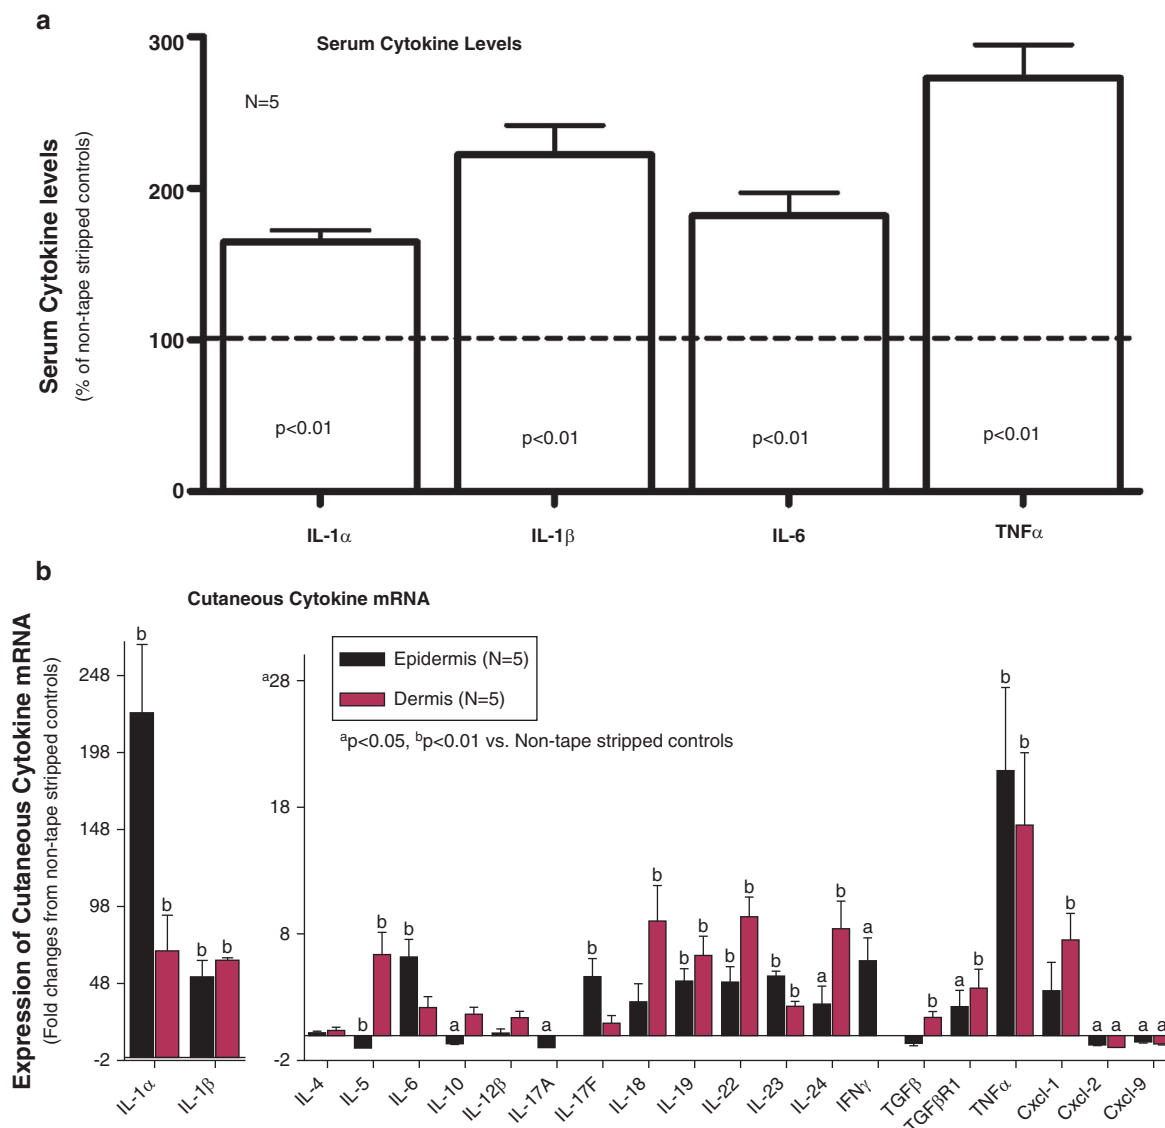 a
Serum Cytokine Levels
N=5
Serum Cytokine levels
(% of non-tape stripped controls)
300
200
100
0
p<0.01
p<0.01
p<0.01
p<0.01
IL-1α
IL-1β
IL-6
TNFα
b
Cutaneous Cytokine mRNA
Expression of Cutaneous Cytokine mRNA
(Fold changes from non-tape stripped controls)
248
198
148
98
48
-2
b
b
b
b
IL-1α
IL-1β
Epidermis (N=5)
Dermis (N=5)
ᵃp<0.05, ᵇp<0.01 vs. Non-tape stripped controls
ᵃ28
18
8
-2
b
b
b
a
a
b
b
b
b
b
b
b
b
a
b
a
b
a
b
b
b
b
a
a
a
a
IL-4
IL-5
IL-6
IL-10
IL-12β
IL-17A
IL-17F
IL-18
IL-19
IL-22
IL-23
IL-24
IFNγ
TGFβ
TGFβR1
TNFα
Cxcl-1
Cxcl-2
Cxcl-9